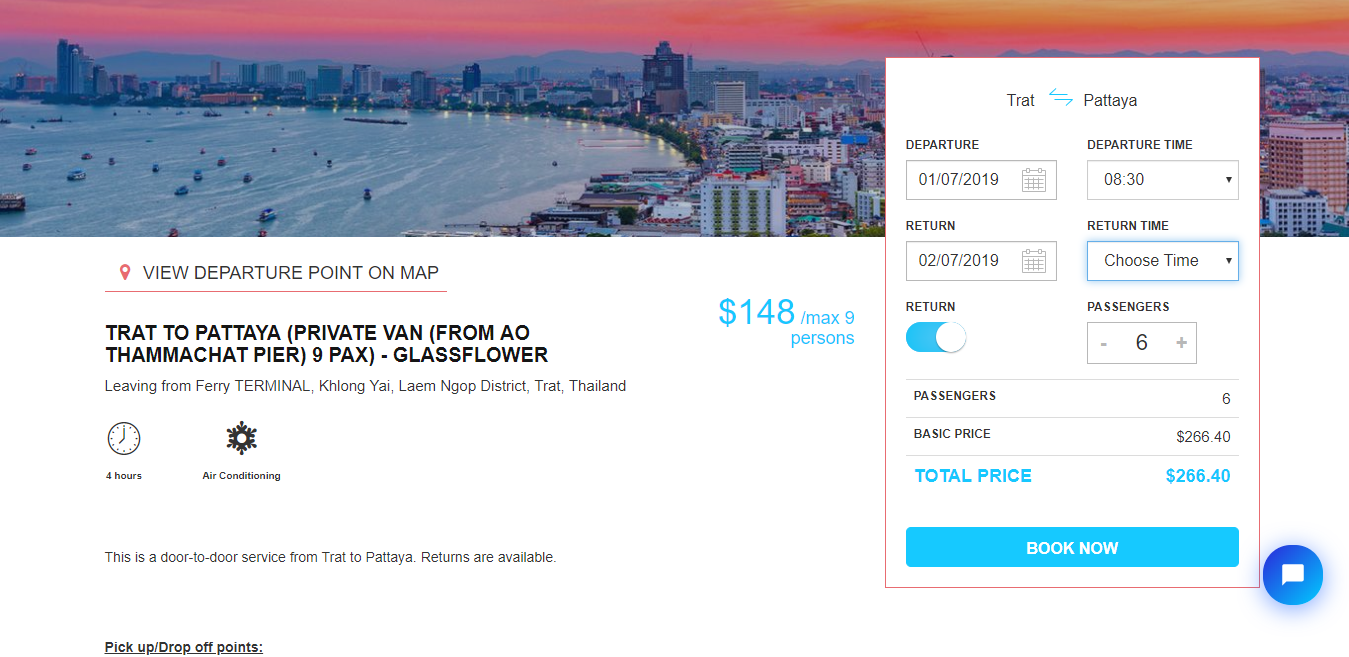 Trat Pattaya
DEPARTURE DEPARTURE TIME
01/07/2019 08:30
RETURN RETURN TIME
02/07/2019 Choose Time
RETURN PASSENGERS
- 6 +
PASSENGERS 6
BASIC PRICE $266.40
TOTAL PRICE $266.40
BOOK NOW
VIEW DEPARTURE POINT ON MAP
$148 /max 9
persons
TRAT TO PATTAYA (PRIVATE VAN (FROM AO
THAMMACHAT PIER) 9 PAX) - GLASSFLOWER
Leaving from Ferry TERMINAL, Khlong Yai, Laem Ngop District, Trat, Thailand
4 hours Air Conditioning
This is a door-to-door service from Trat to Pattaya. Returns are available.
Pick up/Drop off points: